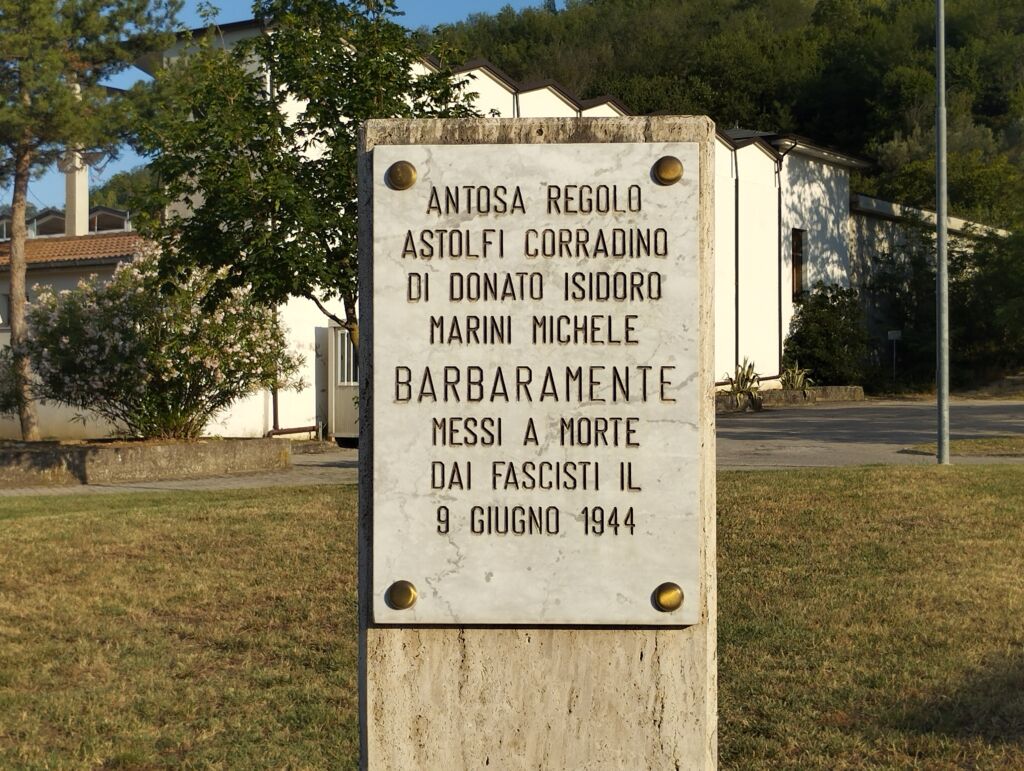 ANTOSA REGOLO
ASTOLFI CORRADINO
DI DONATO ISIDORO
MARINI MICHELE
BARBARAMENTE
MESSI A MORTE
DAI FASCISTI IL
9 GIUGNO 1944